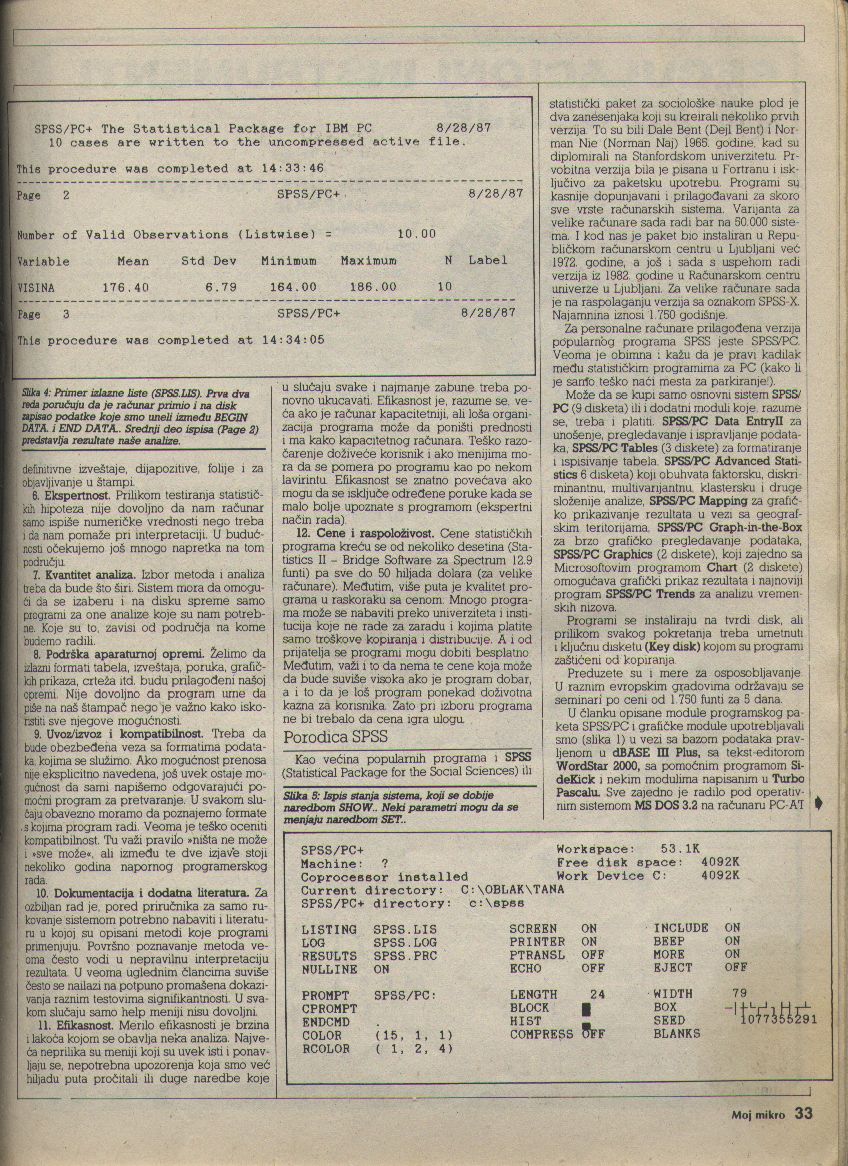 SPSS/PC+ The Statistical Package for IBM PC 8/28/87
10 cases are written to the uncompressed active file.
This procedure was completed at 14:33:46
Page 2 SPSS/PC+ 8/28/87
Number of Valid Observations (Listwise) = 10.00
Variable Mean Std Dev Minimum Maximum N Label
VISINA 176.40 6.79 164.00 186.00 10
Page 3 SPSS/PC+ 8/28/87
This procedure was completed at 14:34:05
Slika 4: Primer izlazne liste (SPSS.LIS). Prva dva
reda poručuju da je računar primio i na disk
zapisao podatke koje smo uneli između BEGIN
DATA. i END DATA.. Srednji deo ispisa (Page 2)
predstavlja rezultate naše analize.
definitivne izveštaje, dijapozitive, folije i za
objavljivanje u štampi.
6. Ekspertnost. Prilikom testiranja statistič-
kih hipoteza nije dovoljno da nam računar
samo ispiše numeričke vrednosti nego treba
i da nam pomaže pri interpretaciji. U buduć-
nosti očekujemo još mnogo napretka na tom
području.
7. Kvantitet analiza. Izbor metoda i analiza
treba da bude što širi. Sistem mora da omogu-
ći da se izaberu i na disku spreme samo
programi za one analize koje su nam potreb-
ne. Koje su to, zavisi od područja na kome
budemo radili.
8. Podrška aparaturnoj opremi. Želimo da
izlazni formati tabela, izveštaja, poruka, grafič-
kih prikaza, crteža itd. budu prilagođeni našoj
opremi. Nije dovoljno da program ume da
piše na naš štampač nego je važno kako isko-
ristiti sve njegove mogućnosti.
9. Uvoz/izvoz i kompatibilnost. Treba da
bude obezbeđena veza sa formatima podata-
ka, kojima se služimo. Ako mogućnost prenosa
nije eksplicitno navedena, još uvek ostaje mo-
gućnost da sami napišemo odgovarajući po-
moćni program za pretvaranje. U svakom slu-
čaju obavezno moramo da poznajemo formate
s kojima program radi. Veoma je teško oceniti
kompatibilnost. Tu važi pravilo »ništa ne može
i »sve može«, ali između te dve izjave stoji
nekoliko godina napornog programerskog
rada.
10. Dokumentacija i dodatna literatura. Za
ozbiljan rad je, pored priručnika za samo ru-
kovanje sistemom potrebno nabaviti i literatu-
ru u kojoj su opisani metodi koje programi
primenjuju. Površno poznavanje metoda ve-
oma često vodi u nepravilnu interpretaciju
rezultata. U veoma uglednim člancima suviše
često se nailazi na potpuno promašena dokazi-
vanja raznim testovima signifikantnosti. U sva-
kom slučaju samo help meniji nisu dovoljni.
11. Efikasnost. Merilo efikasnosti je brzina
i lakoća kojom se obavlja neka analiza. Najve-
ća neprilika su meniji koji su uvek isti i ponav-
ljaju se, nepotrebna upozorenja koja smo već
hiljadu puta pročitali ili duge naredbe koje
u slučaju svake i najmanje zabune treba po-
novno ukucavati. Efikasnost je, razume se, ve-
ća ako je računar kapacitetniji, ali loša organi-
zacija programa može da poništi prednosti
i ma kako kapacitetnog računara. Teško razo-
čarenje doživeće korisnik i ako menijima mo-
ra da se pomera po programu kao po nekom
lavirintu. Efikasnost se znatno povećava ako
mogu da se isključe određene poruke kada se
malo bolje upoznate s programom (ekspertni
način rada).
12. Cene i raspoloživost. Cene statističkih
programa kreću se od nekoliko desetina (Sta-
tistics II – Bridge Software za Spectrum 12.9
funti) pa sve do 50 hiljada dolara (za velike
računare). Međutim, više puta je kvalitet pro-
grama u raskoraku sa cenom. Mnogo progra-
ma može se nabaviti preko univerziteta i insti-
tucija koje ne rade za zaradu i kojima platite
samo troškove kopiranja i distribucije. A i od
prijatelja se programi mogu dobiti besplatno.
Međutim, važi i to da nema te cene koja može
da bude suviše visoka ako je program dobar,
a i to da je loš program ponekad doživotna
kazna za korisnika. Zato pri izboru programa
ne bi trebalo da cena igra ulogu.
Porodica SPSS
Kao većina popularnih programa i SPSS
(Statistical Package for the Social Sciences) ili
statistički paket za sociološke nauke plod je
dva zanesenjaka koji su kreirali nekoliko prvih
verzija. To su bili Dale Bent (Dejl Bent) i Nor-
man Nie (Norman Naj) 1965. godine, kad su
diplomirali na Stanfordskom univerzitetu. Pr-
vobitna verzija bila je pisana u Fortranu i isk-
ljučivo za paketsku upotrebu. Programi su
kasnije dopunjavani i prilagođavani za skoro
sve vrste računarskih sistema. Varijanta za
velike računare sada radi bar na 50.000 siste-
ma. I kod nas je paket bio instaliran u Repu-
bličkom računarskom centru u Ljubljani već
1972. godine, a još i sada s uspehom radi
verzija iz 1982. godine u Računarskom centru
univerze u Ljubljani. Za velike računare sada
je na raspolaganju verzija sa oznakom SPSS-X.
Najamnina iznosi 1.750 godišnje.
Za personalne računare prilagođena verzija
popularnog programa SPSS jeste SPSS/PC.
Veoma je obimna i kažu da je pravi kadilak
među statističkim programima za PC (kako li
je samo teško naći mesta za parkiranje!).
Može da se kupi samo osnovni sistem SPSS/
PC (9 disketa) ili i dodatni moduli koje, razume
se, treba i platiti. SPSS/PC Data EntryII za
unošenje, pregledavanje i ispravljanje podata-
ka, SPSS/PC Tables (3 diskete) za formatiranje
i ispisivanje tabela. SPSS/PC Advanced Stati-
stics 6 disketa) koji obuhvata faktorsku, diskri-
minantnu, multivarijantnu, klastersku i druge
složenije analize, SPSS/PC Mapping za grafič-
ko prikazivanje rezultata u vezi sa geograf-
skim teritorijama, SPSS/PC Graph-in-the-Box
za brzo grafičko pregledavanje podataka,
SPSS/PC Graphics (2 diskete), koji zajedno sa
Microsoftovim programom Chart (2 diskete)
omogućava grafički prikaz rezultata i najnoviji
program SPSS/PC Trends za analizu vremen-
skih nizova.
Programi se instaliraju na tvrdi disk, ali
prilikom svakog pokretanja treba umetnuti
i ključnu disketu (Key disk) kojom su programi
zaštićeni od kopiranja.
Preduzete su i mere za osposobljavanje.
U raznim evropskim gradovima održavaju se
seminari po ceni od 1.750 funti za 5 dana.
U članku opisane module programskog pa-
keta SPSS/PC i grafičke module upotrebljavali
smo (slika 1) u vezi sa bazom podataka prav-
ljenom u dBASE III Plus, sa tekst-editorom
WordStar 2000, sa pomoćnim programom Si-
deKick i nekim modulima napisanim u Turbo
Pascalu. Sve zajedno je radilo pod operativ-
nim sistemom MS DOS 3.2 na računaru PC-AT
Slika 5: Ispis stanja sistema, koji se dobije
naredbom SHOW.. Neki parametri mogu da se
menjaju naredbom SET..
SPSS/PC+ Workspace: 53.1K
Machine: ? Free disk space: 4092K
Coprocessor installed Work Device C: 4092K
Current directory: C:\OBLAK\TANA
SPSS/PC+ directory: c:\spss
LISTING SPSS.LIS SCREEN ON INCLUDE ON
LOG SPSS.LOG PRINTER ON BEEP ON
RESULTS SPSS.PRC PTRANSL OFF MORE ON
NULLINE ON ECHO OFF EJECT OFF
PROMPT SPSS/PC: LENGTH 24 WIDTH 79
CPROMPT BLOCK █ BOX
ENDCMD . HIST ▄ SEED 1077355291
COLOR (15, 1, 1) COMPRESS OFF BLANKS
RCOLOR ( 1, 2, 4)
Moj mikro 33